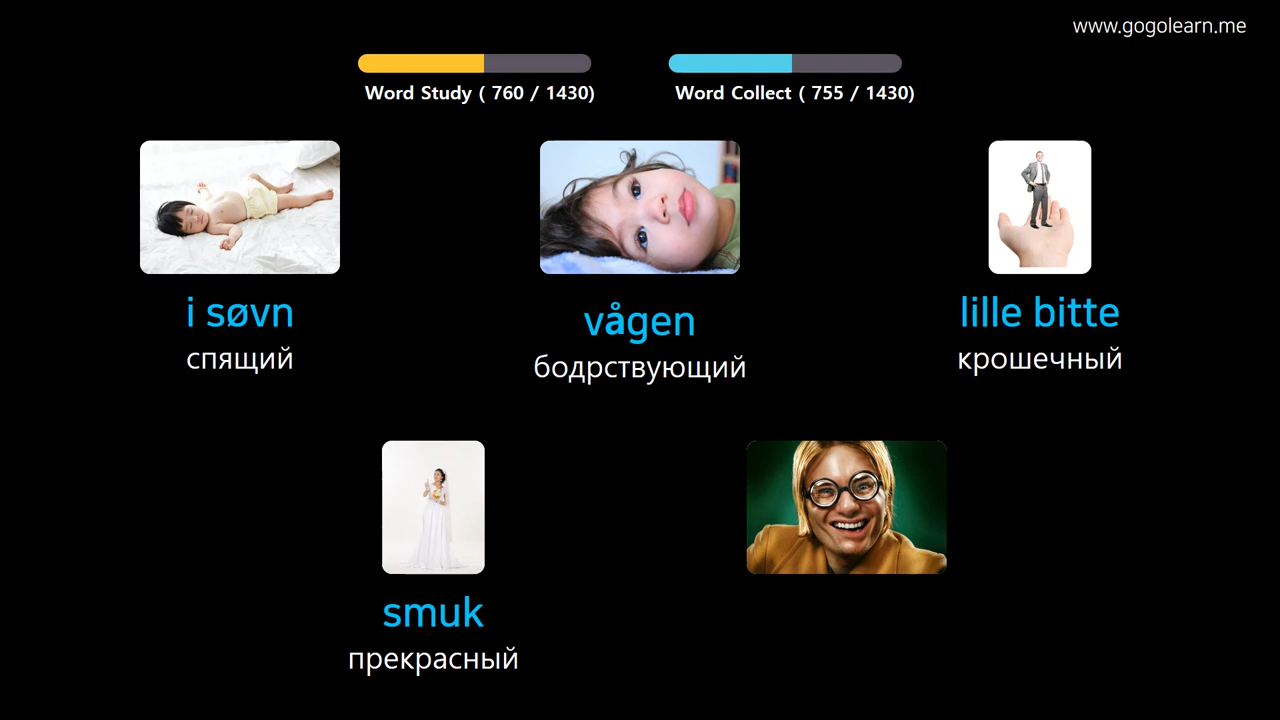 www.gogolearn.me
Word Study ( 760 / 1430)
Word Collect ( 755 / 1430)
i søvn
спящий
vågen
бодрствующий
lille bitte
крошечный
smuk
прекрасный